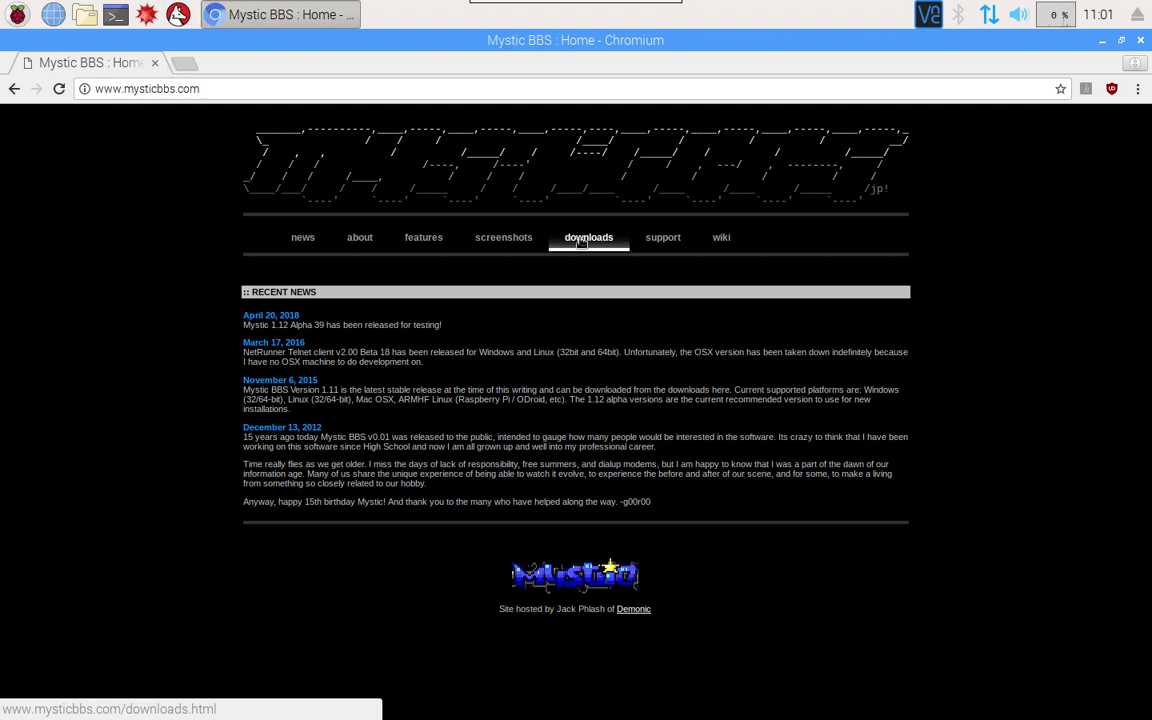 Mystic BBS : Home - ...
0 %
11:01
Mystic BBS : Home - Chromium
Mystic BBS : Hom
www.mysticbbs.com
/jp!
news
about
features
screenshots
downloads
support
wiki
:: RECENT NEWS
April 20, 2018
Mystic 1.12 Alpha 39 has been released for testing!
March 17, 2016
NetRunner Telnet client v2.00 Beta 18 has been released for Windows and Linux (32bit and 64bit). Unfortunately, the OSX version has been taken down indefinitely because
I have no OSX machine to do development on.
November 6, 2015
Mystic BBS Version 1.11 is the latest stable release at the time of this writing and can be downloaded from the downloads here. Current supported platforms are: Windows
(32/64-bit), Linux (32/64-bit), Mac OSX, ARMHF Linux (Raspberry Pi / ODroid, etc). The 1.12 alpha versions are the current recommended version to use for new
installations.
December 13, 2012
15 years ago today Mystic BBS v0.01 was released to the public, intended to gauge how many people would be interested in the software. Its crazy to think that I have been
working on this software since High School and now I am all grown up and well into my professional career.
Time really flies as we get older. I miss the days of lack of responsibility, free summers, and dialup modems, but I am happy to know that I was a part of the dawn of our
information age. Many of us share the unique experience of being able to watch it evolve, to experience the before and after of our scene, and for some, to make a living
from something so closely related to our hobby.
Anyway, happy 15th birthday Mystic! And thank you to the many who have helped along the way. -g00r00
Mystic
Site hosted by Jack Phlash of Demonic
www.mysticbbs.com/downloads.html